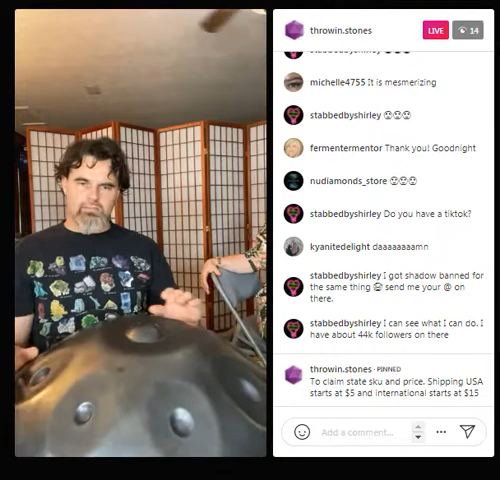 throwin.stones LIVE 14
stabbedbyshirley
michelle4755 It is mesmerizing
stabbedbyshirley 😍😍😍
fermentermentor Thank you! Goodnight
nudiamonds_store 😍😍😍
stabbedbyshirley Do you have a tiktok?
kyanitedelight daaaaaaaamn
stabbedbyshirley I got shadow banned for
the same thing 😭 send me your @ on
there.
stabbedbyshirley I can see what I can do. I
have about 44k followers on there
throwin.stones · PINNED
To claim state sku and price. Shipping USA
starts at $5 and international starts at $15
Add a comment...